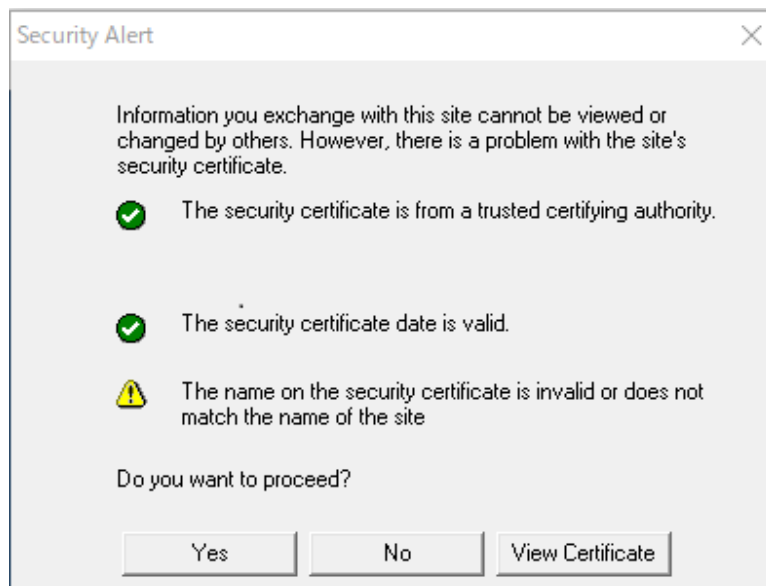 Security Alert
Information you exchange with this site cannot be viewed or
changed by others. However, there is a problem with the site's
security certificate.
The security certificate is from a trusted certifying authority.
The security certificate date is valid.
The name on the security certificate is invalid or does not
match the name of the site
Do you want to proceed?
Yes
No
View Certificate